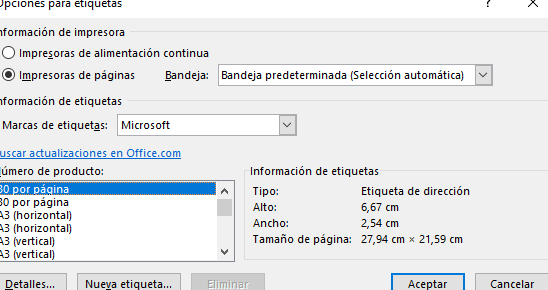 Opciones para etiquetas
nformación de impresora
Impresoras de alimentación continua
Impresoras de páginas Bandeja: Bandeja predeterminada (Selección automática)
nformación de etiquetas
Marcas de etiquetas: Microsoft
uscar actualizaciones en Office.com
Número de producto:
30 por página
30 por página
A3 (horizontal)
A3 (horizontal)
A3 (vertical)
A3 (vertical)
Información de etiquetas
Tipo: Etiqueta de dirección
Alto: 6,67 cm
Ancho: 2,54 cm
Tamaño de página: 27,94 cm × 21,59 cm
Detalles... Nueva etiqueta... Eliminar Aceptar Cancelar